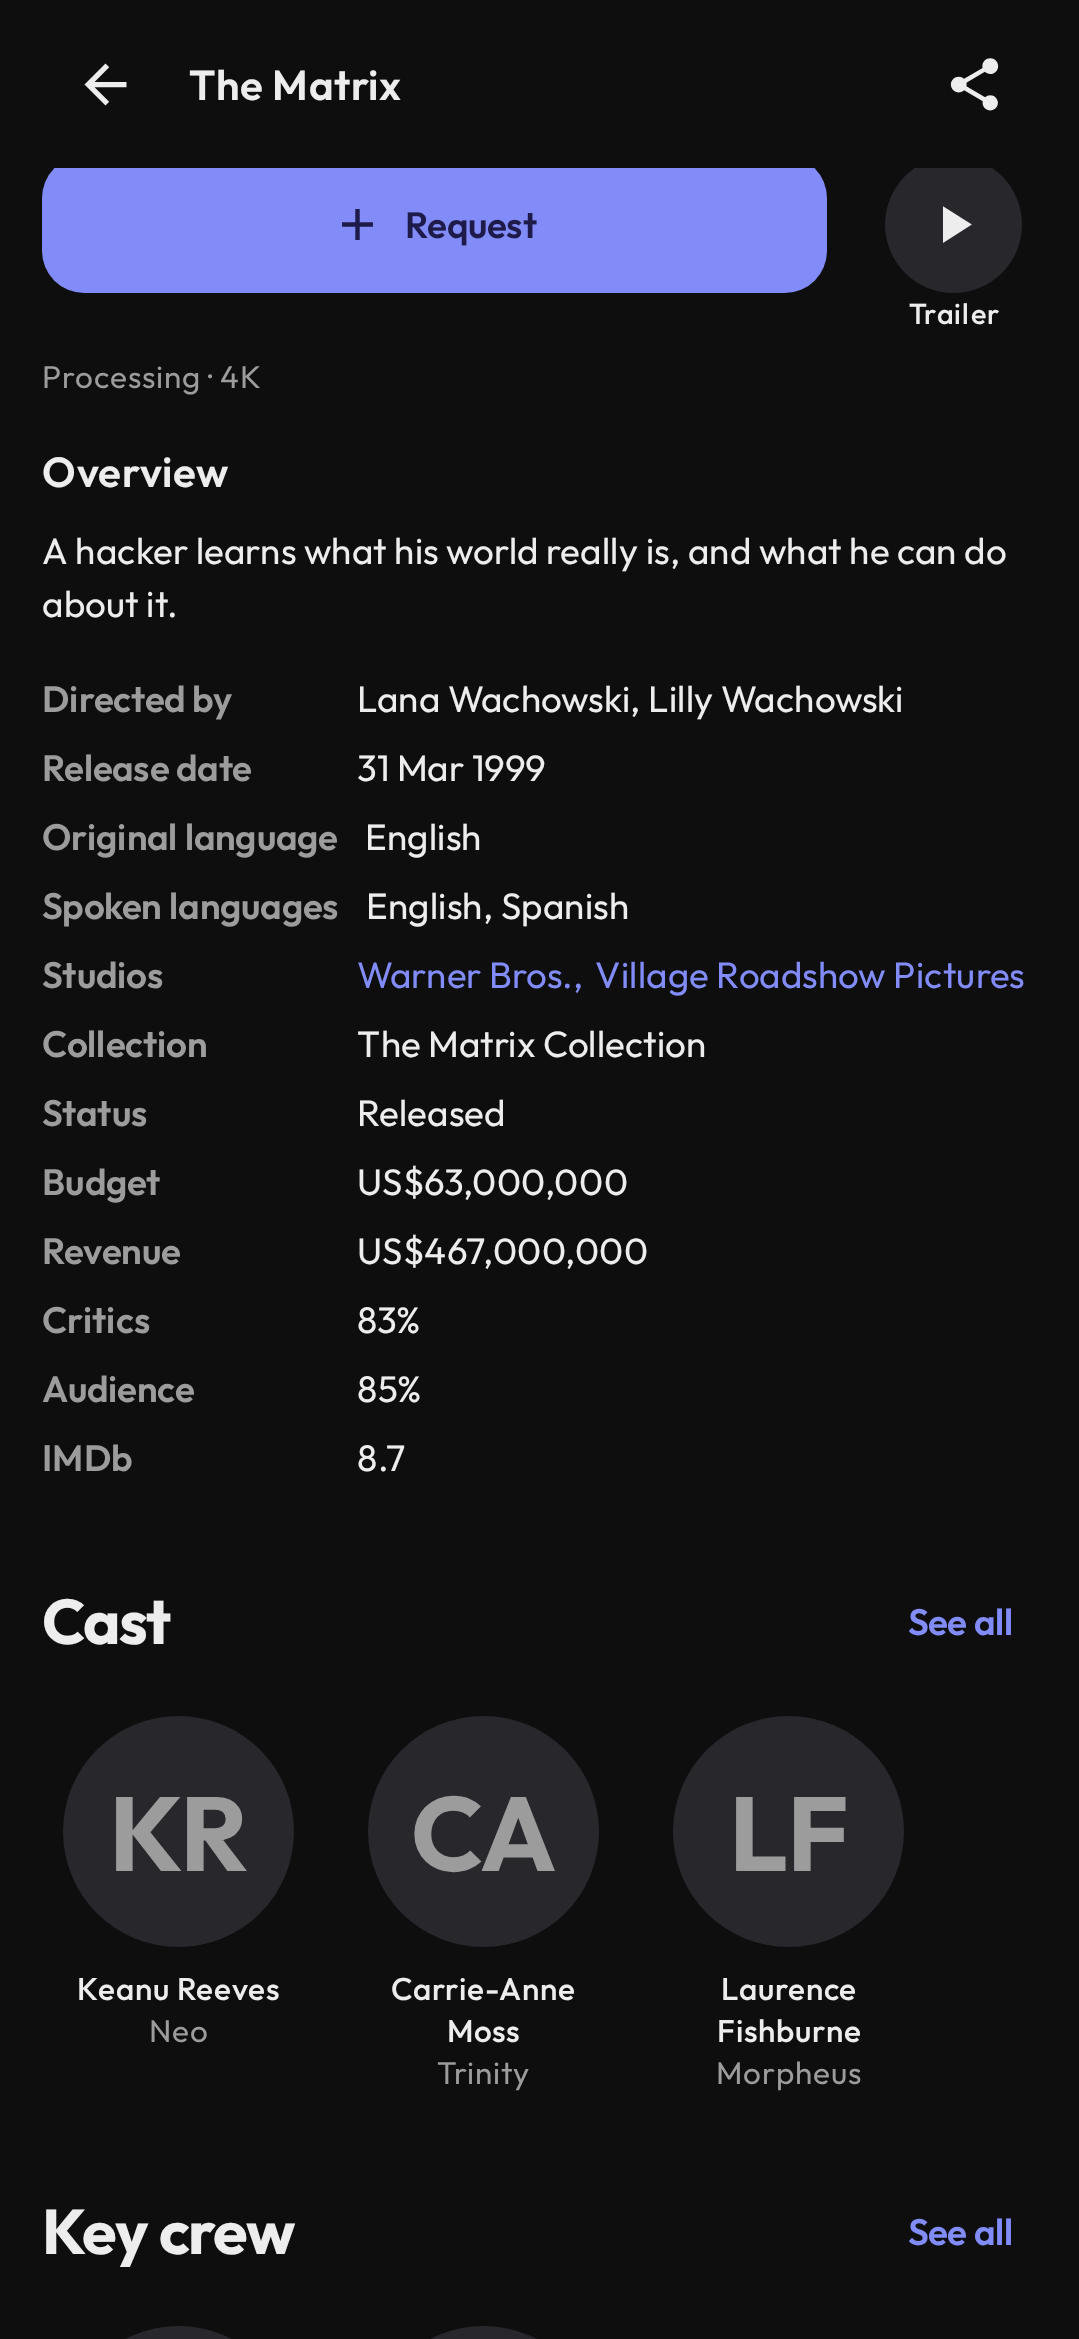 The Matrix
Request
Trailer
Processing · 4K
Overview
A hacker learns what his world really is, and what he can do
about it.
Directed by Lana Wachowski, Lilly Wachowski
Release date 31 Mar 1999
Original language English
Spoken languages English, Spanish
Studios Warner Bros., Village Roadshow Pictures
Collection The Matrix Collection
Status Released
Budget US$63,000,000
Revenue US$467,000,000
Critics 83%
Audience 85%
IMDb 8.7
Cast See all
KR CA LF
Keanu Reeves
Neo
Carrie-Anne
Moss
Trinity
Laurence
Fishburne
Morpheus
Key crew See all